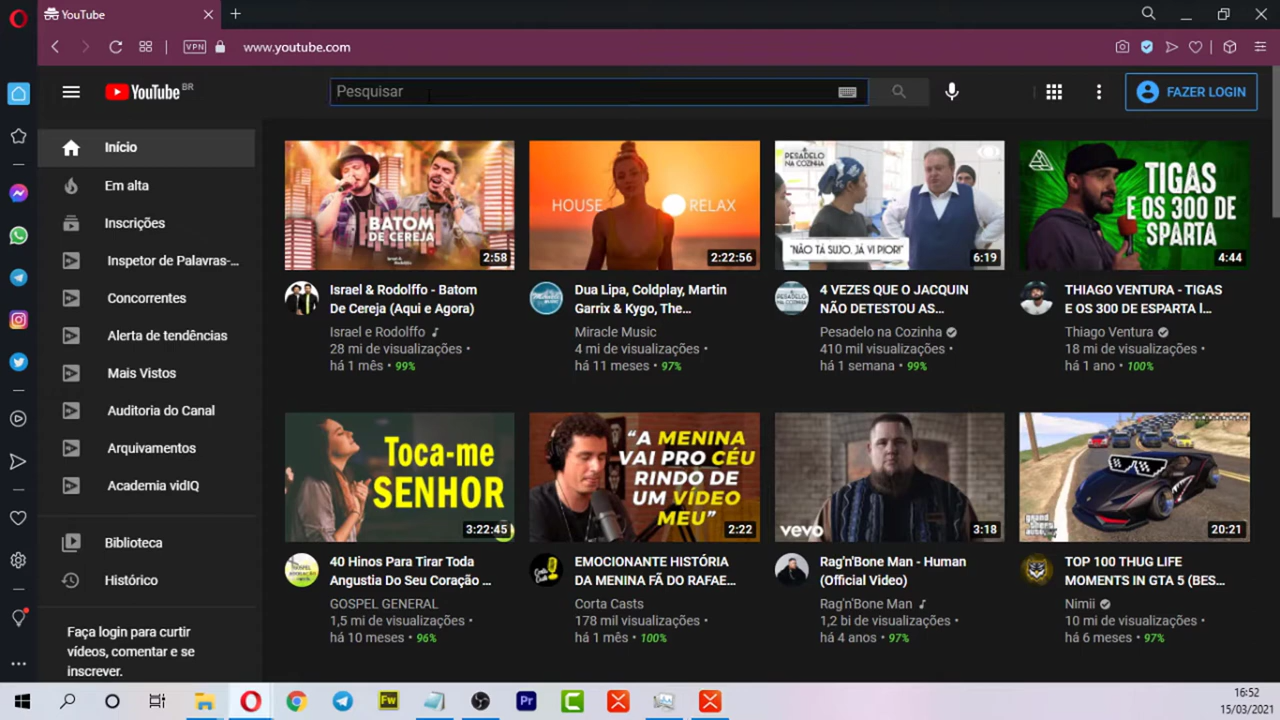 YouTube
VPN
www.youtube.com
YouTube BR
Pesquisar
FAZER LOGIN
Início
Em alta
Inscrições
Inspetor de Palavras-...
Concorrentes
Alerta de tendências
Mais Vistos
Auditoria do Canal
Arquivamentos
Academia vidIQ
Biblioteca
Histórico
Faça login para curtir
vídeos, comentar e se
inscrever.
BATOM
DE CEREJA
2:58
Israel & Rodolffo - Batom
De Cereja (Aqui e Agora)
Israel e Rodolffo
28 mi de visualizações •
há 1 mês • 99%
HOUSE RELAX
2:22:56
Dua Lipa, Coldplay, Martin
Garrix & Kygo, The...
Miracle Music
4 mi de visualizações •
há 11 meses • 97%
PESADELO
NA COZINHA
"NÃO TÁ SUJO, JÁ VI PIOR!"
6:19
4 VEZES QUE O JACQUIN
NÃO DETESTOU AS...
Pesadelo na Cozinha
410 mil visualizações •
há 1 semana • 99%
TIGAS
E OS 300 DE
SPARTA
4:44
THIAGO VENTURA - TIGAS
E OS 300 DE ESPARTA l...
Thiago Ventura
18 mi de visualizações •
há 1 ano • 100%
Toca-me
SENHOR
3:22:45
40 Hinos Para Tirar Toda
Angustia Do Seu Coração ...
GOSPEL GENERAL
1,5 mi de visualizações •
há 10 meses • 96%
"A MENINA
VAI PRO CÉU
RINDO DE
UM VÍDEO
MEU"
2:22
EMOCIONANTE HISTÓRIA
DA MENINA FÃ DO RAFAE...
Corta Casts
178 mil visualizações •
há 1 mês • 100%
vevo
3:18
Rag'n'Bone Man - Human
(Official Video)
Rag'n'Bone Man
1,2 bi de visualizações •
há 4 anos • 97%
grand
theft
auto
20:21
TOP 100 THUG LIFE
MOMENTS IN GTA 5 (BES...
Nimii
10 mi de visualizações •
há 6 meses • 97%
Fw
Pr
C
X
X
16:52
15/03/2021